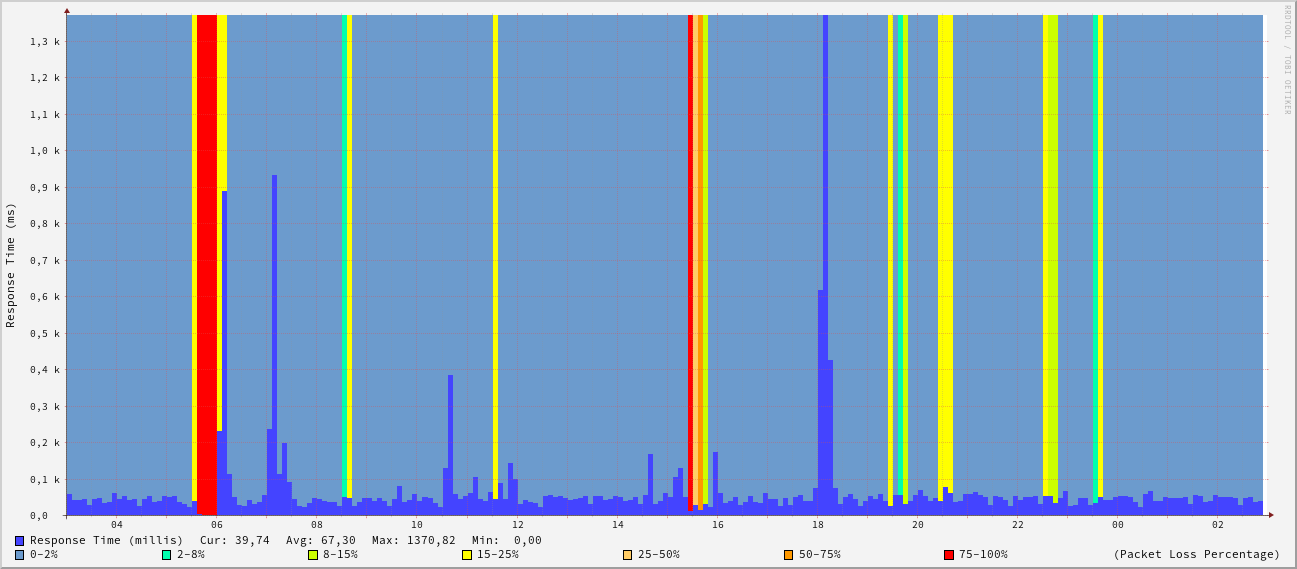 RRDTOOL / TOBI OETIKER
Response Time (ms)
1,3 k
1,2 k
1,1 k
1,0 k
0,9 k
0,8 k
0,7 k
0,6 k
0,5 k
0,4 k
0,3 k
0,2 k
0,1 k
0,0
04 06 08 10 12 14 16 18 20 22 00 02
Response Time (millis) Cur: 39,74 Avg: 67,30 Max: 1370,82 Min: 0,00
0-2% 2-8% 8-15% 15-25% 25-50% 50-75% 75-100% (Packet Loss Percentage)